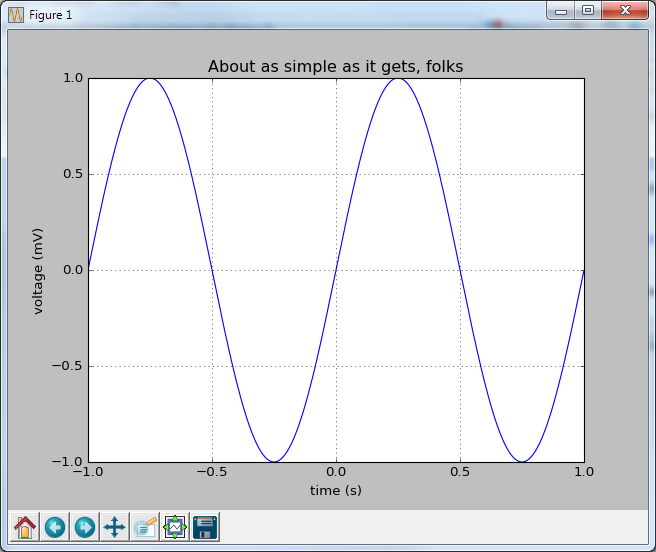 Figure 1
About as simple as it gets, folks
1.0
0.5
0.0
−0.5
−1.0
voltage (mV)
−1.0 −0.5 0.0 0.5 1.0
time (s)